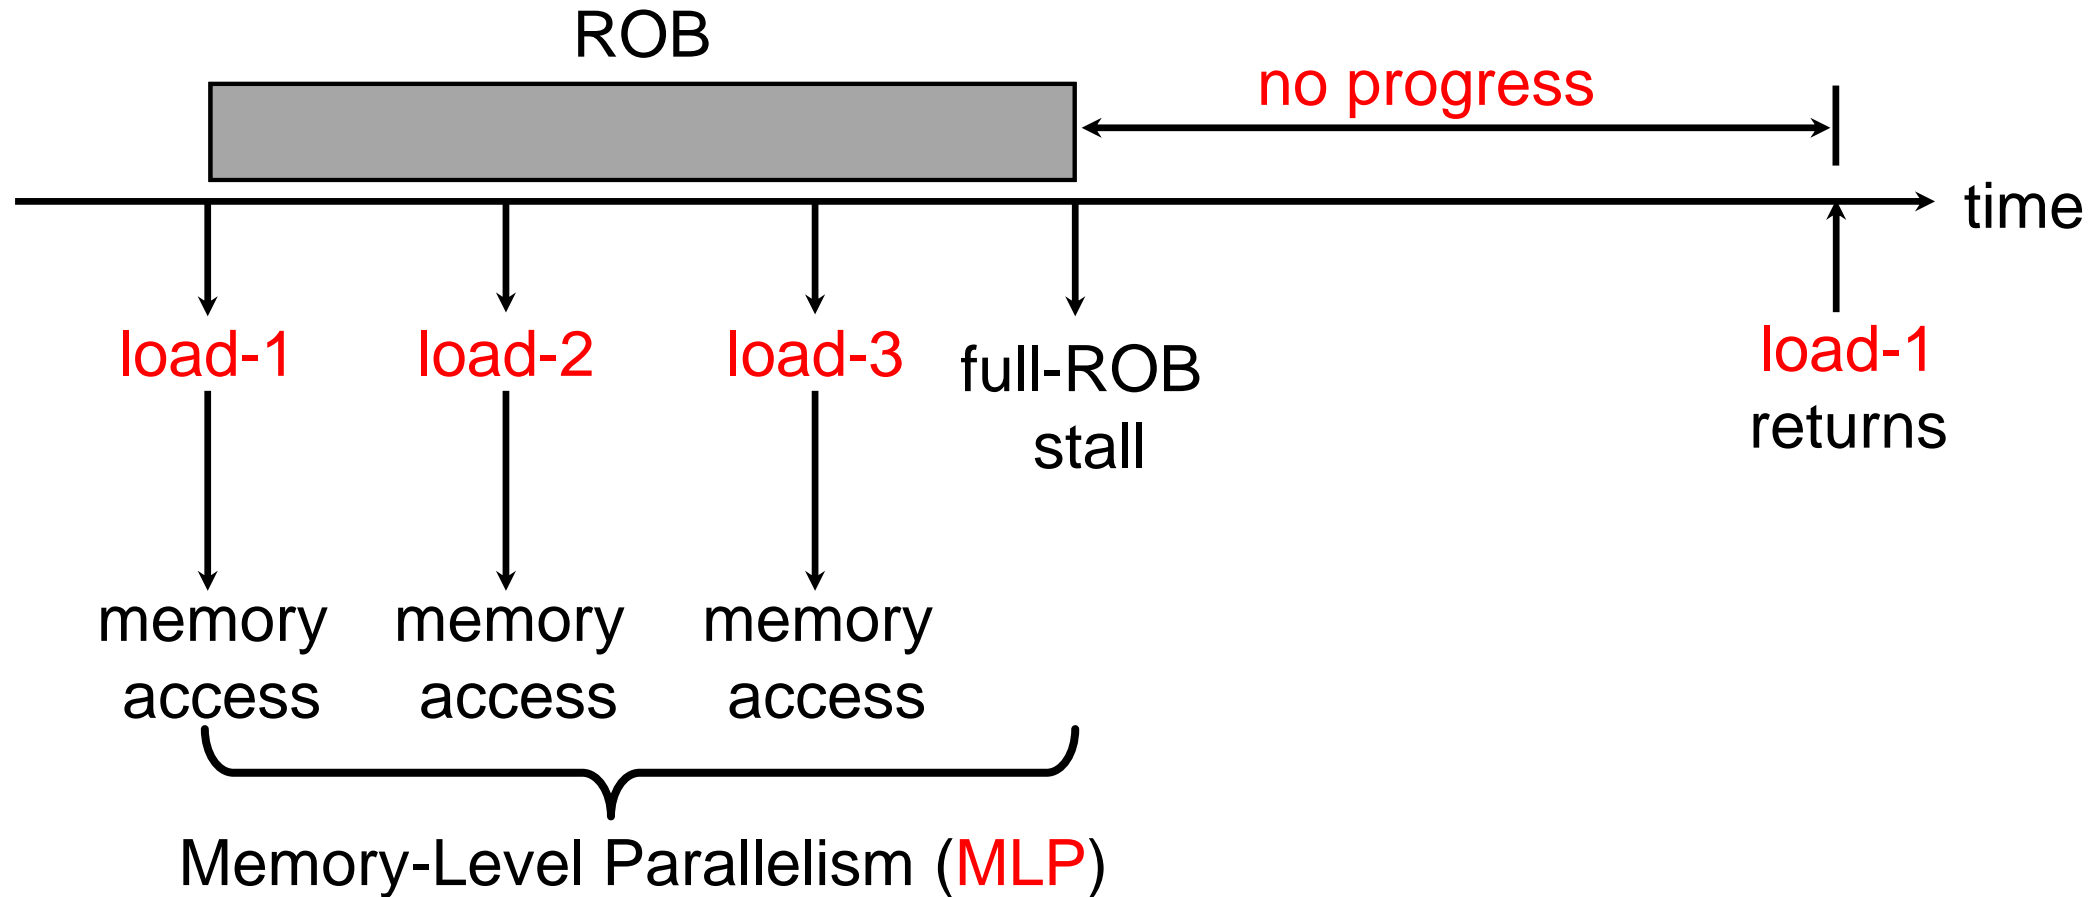 ROB
no progress
time
load-1
load-2
load-3
full-ROB
stall
load-1
returns
memory
access
memory
access
memory
access
Memory-Level Parallelism (MLP)